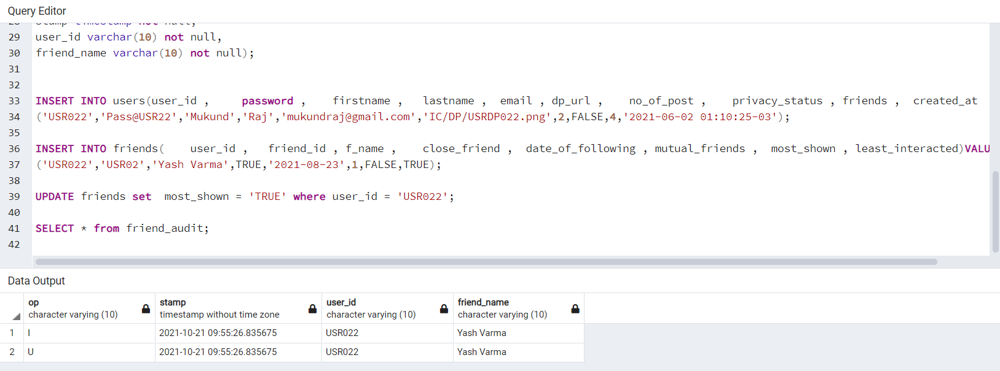 Query Editor
28 stamp timestamp not null,
29 user_id varchar(10) not null,
30 friend_name varchar(10) not null);
31
32
33 INSERT INTO users(user_id , password , firstname , lastname , email , dp_url , no_of_post , privacy_status , friends , created_at
34 ('USR022','Pass@USR22','Mukund','Raj','mukundraj@gmail.com','IC/DP/USRDP022.png',2,FALSE,4,'2021-06-02 01:10:25-03');
35
36 INSERT INTO friends( user_id , friend_id , f_name , close_friend , date_of_following , mutual_friends , most_shown , least_interacted)VALU
37 ('USR022','USR02','Yash Varma',TRUE,'2021-08-23',1,FALSE,TRUE);
38
39 UPDATE friends set most_shown = 'TRUE' where user_id = 'USR022';
40
41 SELECT * from friend_audit;
42
Data Output
op stamp user_id friend_name
character varying (10) timestamp without time zone character varying (10) character varying (10)
1 I 2021-10-21 09:55:26.835675 USR022 Yash Varma
2 U 2021-10-21 09:55:26.835675 USR022 Yash Varma